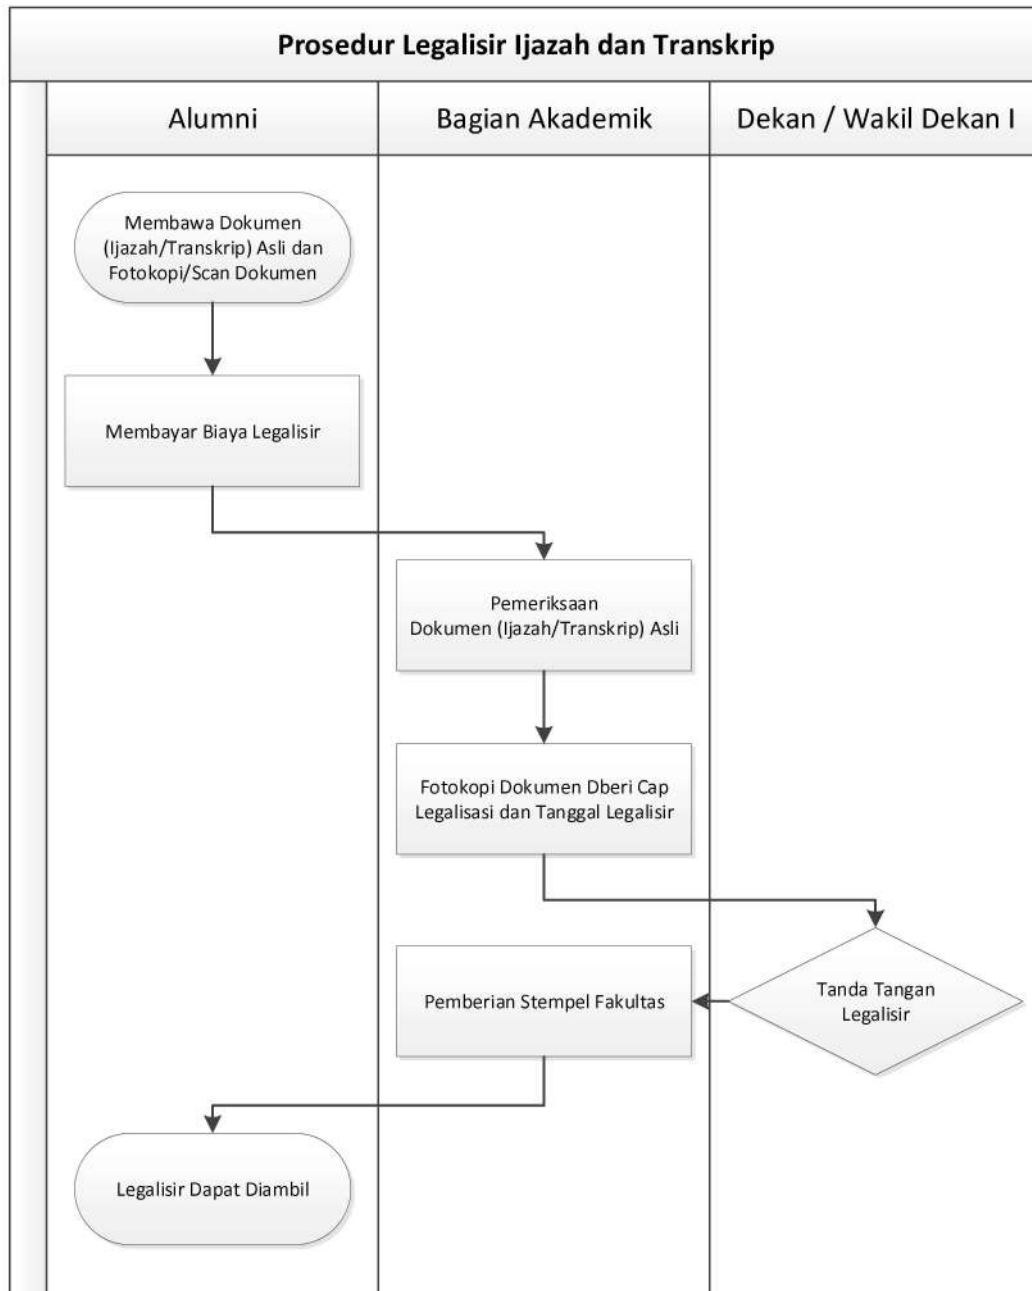 Prosedur Legalisir Ijazah dan Transkrip
Alumni
Bagian Akademik
Dekan / Wakil Dekan I
Membawa Dokumen
(Ijazah/Transkrip) Asli dan
Fotokopi/Scan Dokumen
Membayar Biaya Legalisir
Pemeriksaan
Dokumen (Ijazah/Transkrip) Asli
Fotokopi Dokumen Dberi Cap
Legalisasi dan Tanggal Legalisir
Tanda Tangan
Legalisir
Pemberian Stempel Fakultas
Legalisir Dapat Diambil